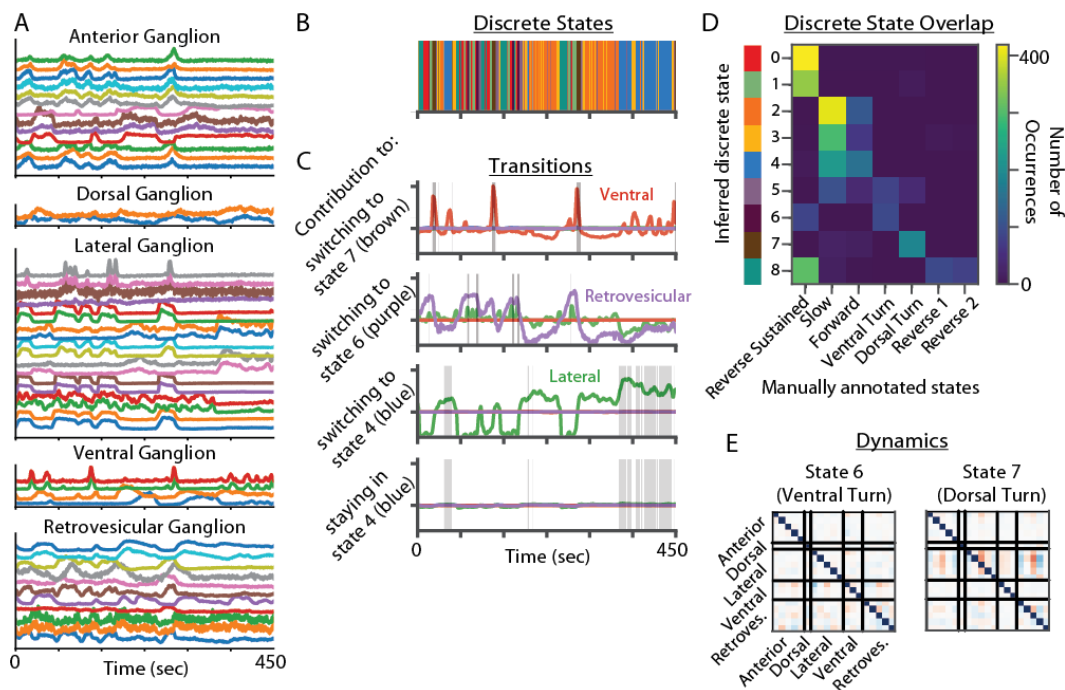 A
Anterior Ganglion
Dorsal Ganglion
Lateral Ganglion
Ventral Ganglion
Retrovesicular Ganglion
0
450
Time (sec)
B
Discrete States
C
Transitions
Contribution to:
switching to
state 7 (brown)
Ventral
switching to
state 6 (purple)
Retrovesicular
switching to
state 4 (blue)
Lateral
staying in
state 4 (blue)
0
450
Time (sec)
D
Discrete State Overlap
Inferred discrete state
0
1
2
3
4
5
6
7
8
Reverse Sustained
Slow
Forward
Ventral Turn
Dorsal Turn
Reverse 1
Reverse 2
Manually annotated states
400
0
Number of
Occurrences
E
Dynamics
State 6
(Ventral Turn)
State 7
(Dorsal Turn)
Anterior
Dorsal
Lateral
Ventral
Retroves.
Anterior
Dorsal
Lateral
Ventral
Retroves.